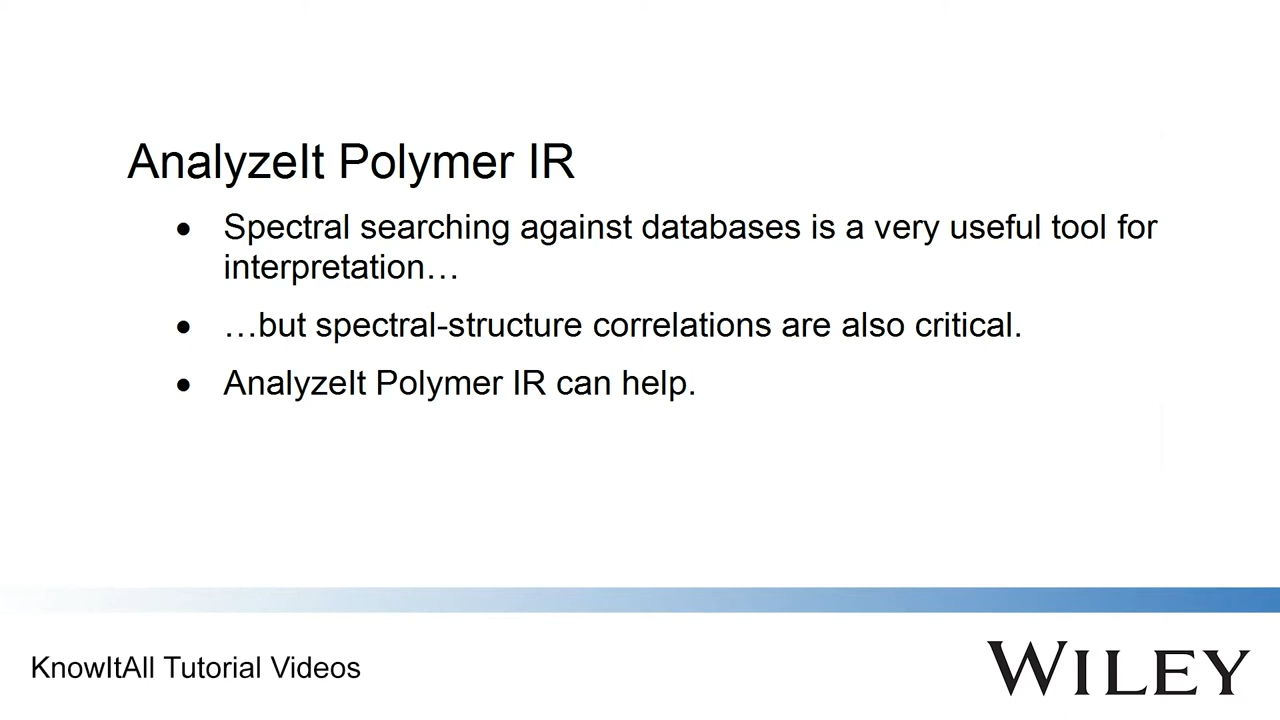 AnalyzeIt Polymer IR
• Spectral searching against databases is a very useful tool for
interpretation…
• …but spectral-structure correlations are also critical.
• AnalyzeIt Polymer IR can help.
KnowItAll Tutorial Videos
WILEY